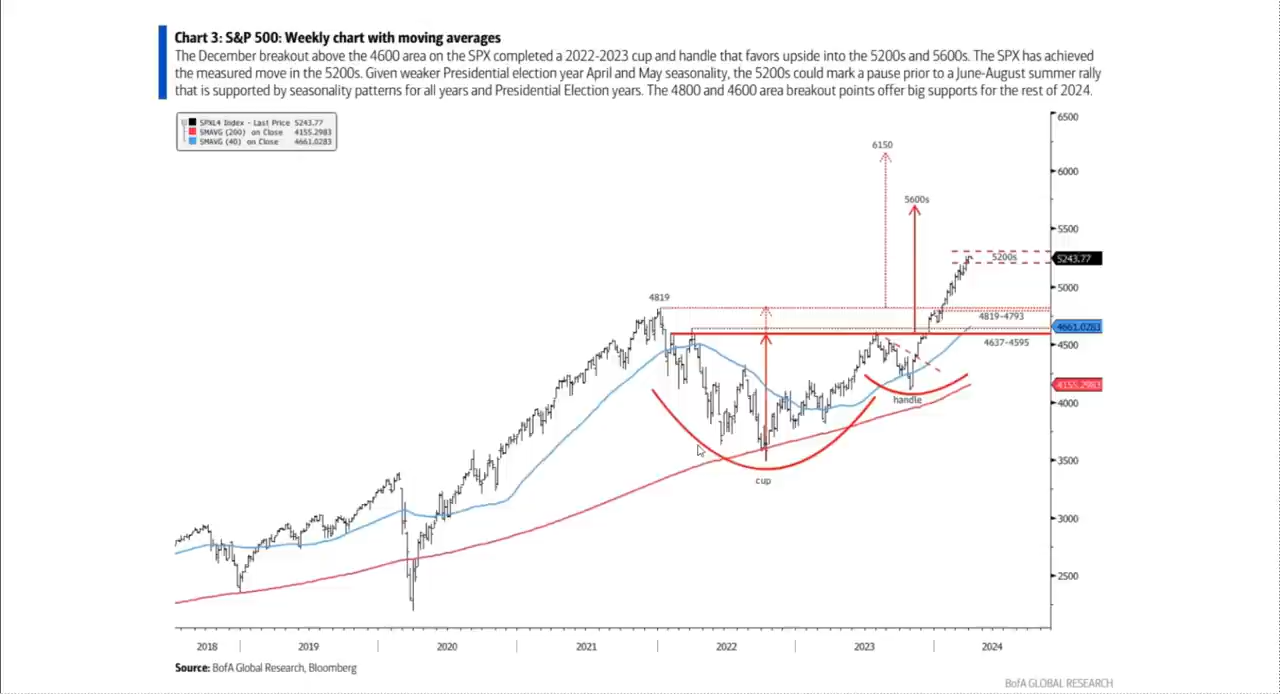 Chart 3: S&P 500: Weekly chart with moving averages
The December breakout above the 4600 area on the SPX completed a 2022-2023 cup and handle that favors upside into the 5200s and 5600s. The SPX has achieved
the measured move in the 5200s. Given weaker Presidential election year April and May seasonality, the 5200s could mark a pause prior to a June-August summer rally
that is supported by seasonality patterns for all years and Presidential Election years. The 4800 and 4600 area breakout points offer big supports for the rest of 2024.
SPXL4 Index - Last Price 5243.77
SMAVG (200) on Close 4155.2983
SMAVG (40) on Close 4661.0283
6500
6150
6000
5600s
5500
5200s
5243.77
5000
4819
4819-4793
4661.0283
4637-4595
4500
4155.2983
handle
4000
3500
cup
3000
2500
2018 2019 2020 2021 2022 2023 2024
Source: BofA Global Research, Bloomberg
BofA GLOBAL RESEARCH